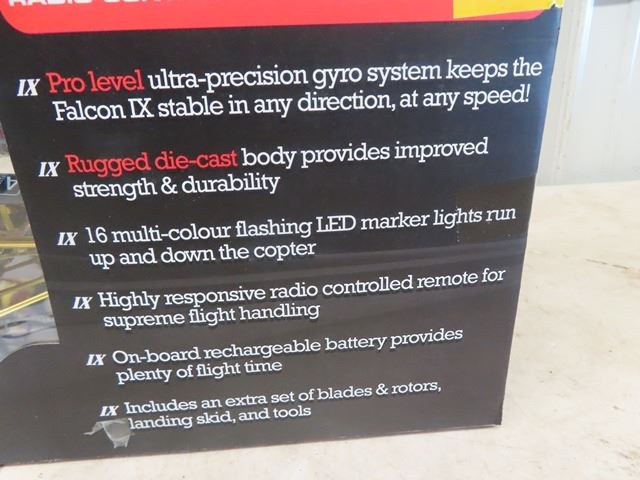 IX Pro level ultra-precision gyro system keeps the
Falcon IX stable in any direction, at any speed!
IX Rugged die-cast body provides improved
strength & durability
IX 16 multi-colour flashing LED marker lights run
up and down the copter
IX Highly responsive radio controlled remote for
supreme flight handling
IX On-board rechargeable battery provides
plenty of flight time
IX Includes an extra set of blades & rotors,
landing skid, and tools